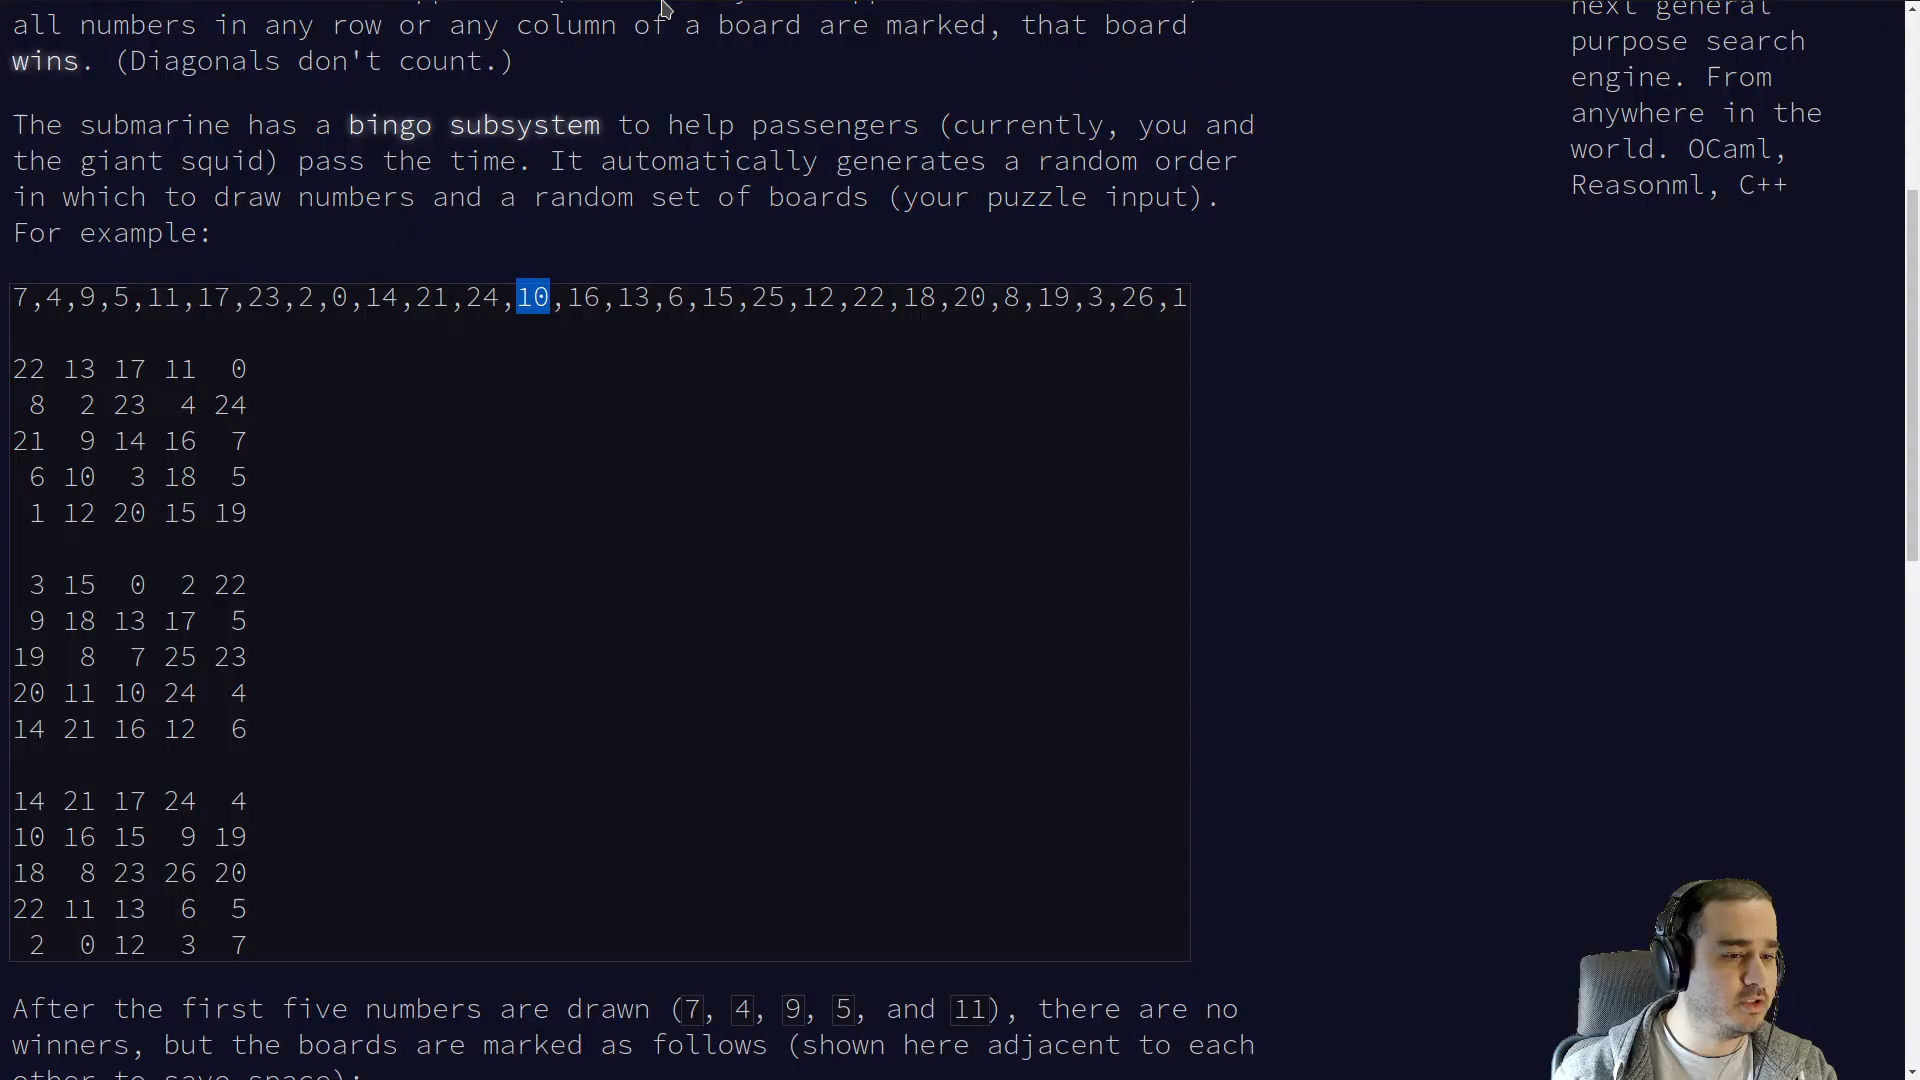 all numbers in any row or any column of a board are marked, that board
wins. (Diagonals don't count.)
The submarine has a bingo subsystem to help passengers (currently, you and
the giant squid) pass the time. It automatically generates a random order
in which to draw numbers and a random set of boards (your puzzle input).
For example:
7,4,9,5,11,17,23,2,0,14,21,24,10,16,13,6,15,25,12,22,18,20,8,19,3,26,1
22 13 17 11  0
 8  2 23  4 24
21  9 14 16  7
 6 10  3 18  5
 1 12 20 15 19
 3 15  0  2 22
 9 18 13 17  5
19  8  7 25 23
20 11 10 24  4
14 21 16 12  6
14 21 17 24  4
10 16 15  9 19
18  8 23 26 20
22 11 13  6  5
 2  0 12  3  7
After the first five numbers are drawn (7, 4, 9, 5, and 11), there are no
winners, but the boards are marked as follows (shown here adjacent to each
other to save space):
next general
purpose search
engine. From
anywhere in the
world. OCaml,
Reasonml, C++